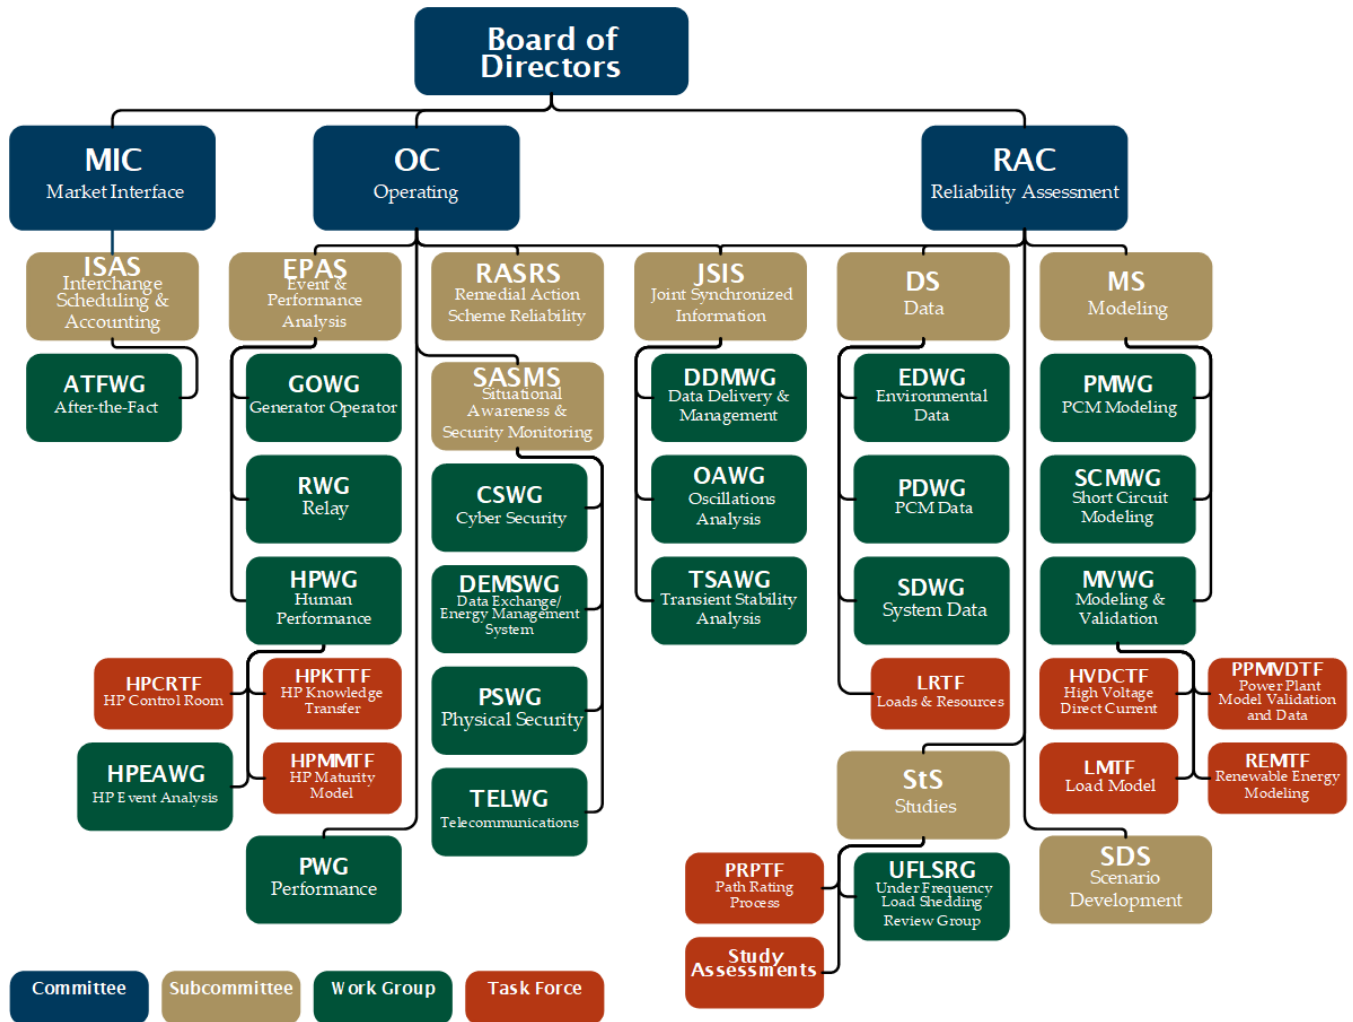 Board of
Directors
MIC
Market Interface
OC
Operating
RAC
Reliability Assessment
ISAS
Interchange
Scheduling &
Accounting
EPAS
Event &
Performance
Analysis
RASRS
Remedial Action
Scheme Reliability
JSIS
Joint Synchronized
Information
DS
Data
MS
Modeling
ATFWG
After-the-Fact
GOWG
Generator Operator
SASMS
Situational
Awareness &
Security Monitoring
DDMWG
Data Delivery &
Management
EDWG
Environmental
Data
PMWG
PCM Modeling
RWG
Relay
CSWG
Cyber Security
OAWG
Oscillations
Analysis
PDWG
PCM Data
SCMWG
Short Circuit
Modeling
HPWG
Human
Performance
DEMSWG
Data Exchange/
Energy Management
System
TSAWG
Transient Stability
Analysis
SDWG
System Data
MVWG
Modeling &
Validation
HPCRTF
HP Control Room
HPKTTF
HP Knowledge
Transfer
PSWG
Physical Security
LRTF
Loads & Resources
HVDCTF
High Voltage
Direct Current
PPMVDTF
Power Plant
Model Validation
and Data
HPEAWG
HP Event Analysis
HPMMTF
HP Maturity
Model
TELWG
Telecommunications
StS
Studies
LMTF
Load Model
REMTF
Renewable Energy
Modeling
PWG
Performance
PRPTF
Path Rating
Process
UFLSRG
Under Frequency
Load Shedding
Review Group
SDS
Scenario
Development
Study
Assessments
Committee
Subcommittee
Work Group
Task Force